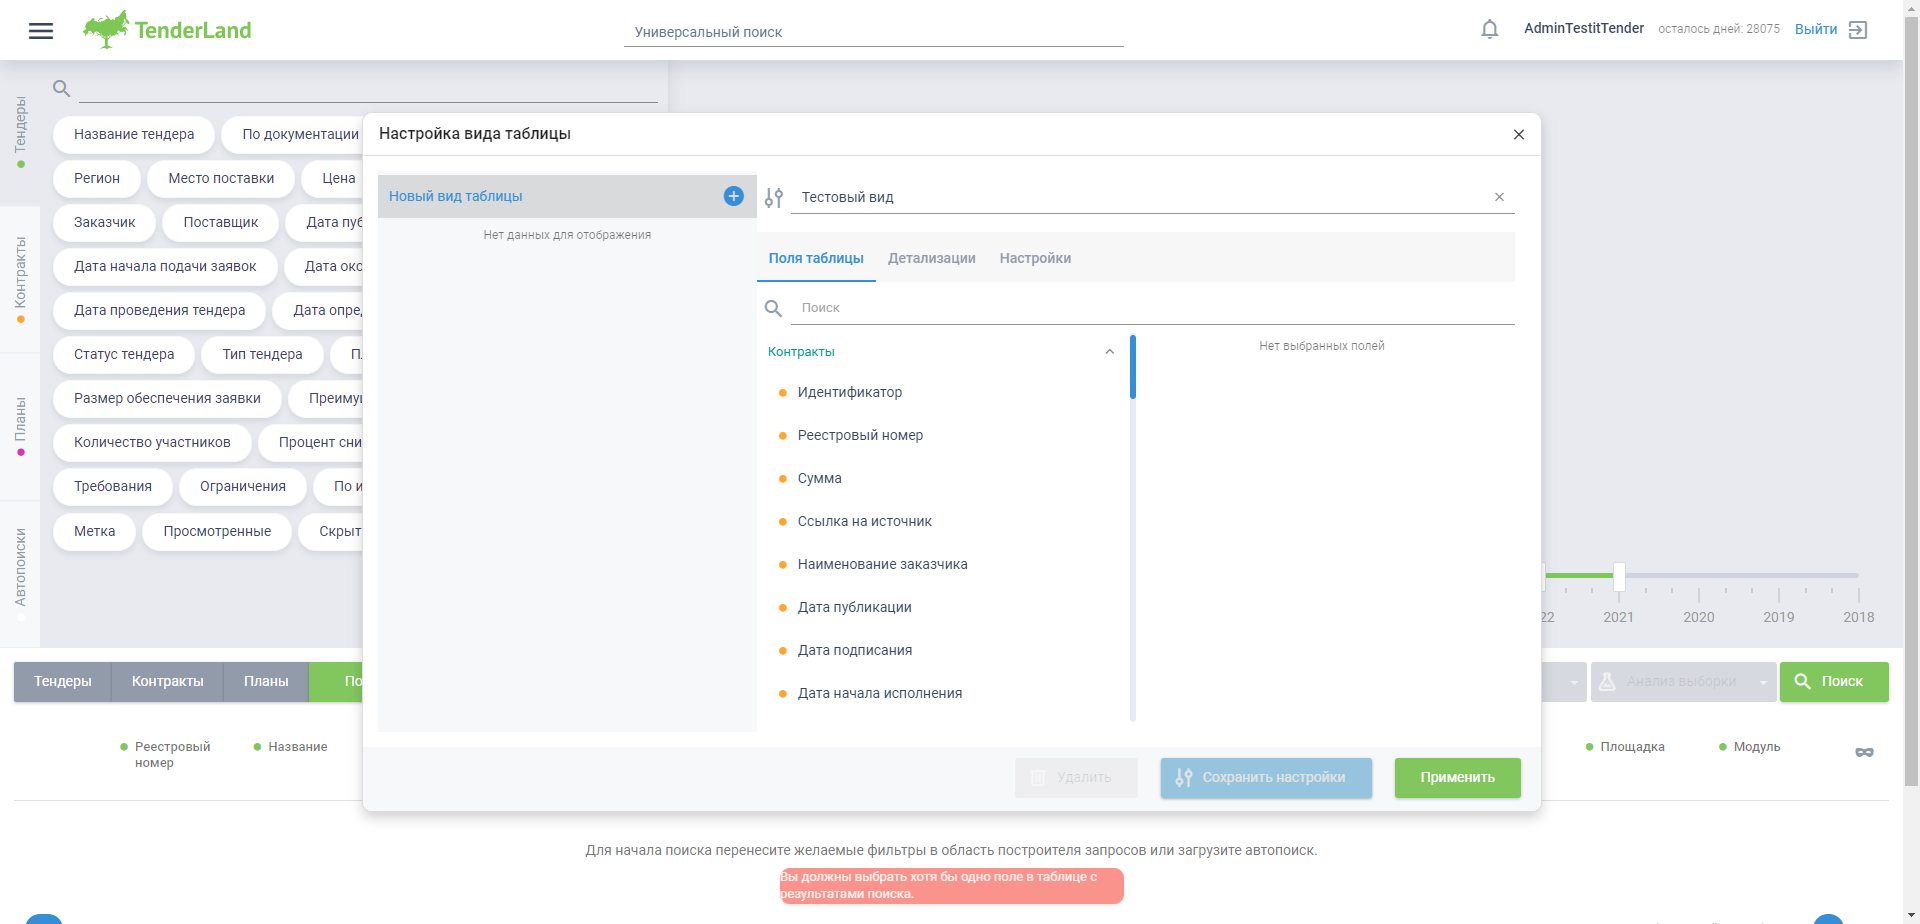 TenderLand
Универсальный поиск
AdminTestitTender
осталось дней: 28075
Выйти
Тендеры
Контракты
Планы
Автопоиски
Название тендера
По документации
Регион
Место поставки
Цена
Заказчик
Поставщик
Дата пуб
Дата начала подачи заявок
Дата око
Дата проведения тендера
Дата опре
Статус тендера
Тип тендера
Размер обеспечения заявки
Преиму
Количество участников
Процент сни
Требования
Ограничения
По и
Метка
Просмотренные
Скрыт
Настройка вида таблицы
Новый вид таблицы
Нет данных для отображения
Тестовый вид
Поля таблицы
Детализации
Настройки
Поиск
Контракты
Идентификатор
Реестровый номер
Сумма
Ссылка на источник
Наименование заказчика
Дата публикации
Дата подписания
Дата начала исполнения
Нет выбранных полей
Удалить
Сохранить настройки
Применить
22
2021
2020
2019
2018
Тендеры
Контракты
Планы
По
Анализ выборки
Поиск
Реестровый
номер
Название
Площадка
Модуль
Для начала поиска перенесите желаемые фильтры в область построителя запросов или загрузите автопоиск.
Вы должны выбрать хотя бы одно поле в таблице с
результатами поиска.